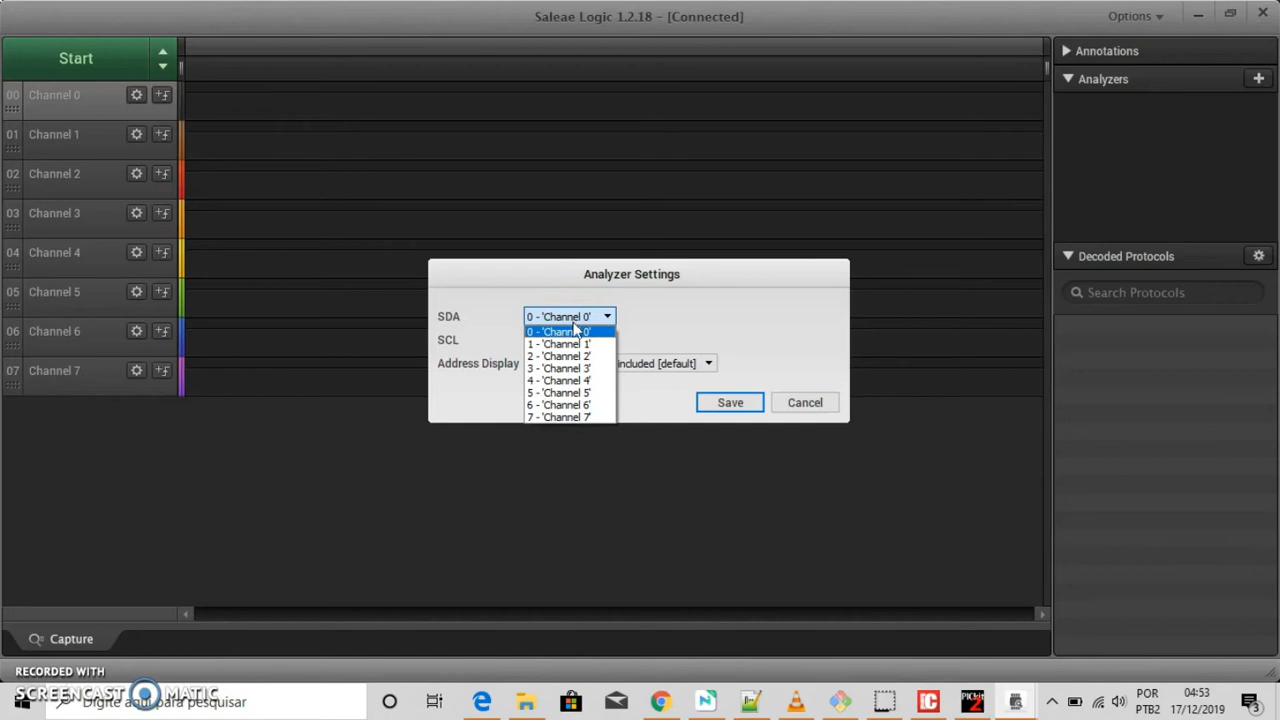 Saleae Logic 1.2.18 - [Connected]
Options
Start
00 Channel 0
01 Channel 1
02 Channel 2
03 Channel 3
04 Channel 4
05 Channel 5
06 Channel 6
07 Channel 7
Annotations
Analyzers
Decoded Protocols
Search Protocols
Analyzer Settings
SDA 0 - 'Channel 0'
0 - 'Channel 0'
SCL
1 - 'Channel 1'
2 - 'Channel 2'
Address Display included [default]
3 - 'Channel 3'
4 - 'Channel 4'
5 - 'Channel 5'
6 - 'Channel 6'
7 - 'Channel 7'
Save Cancel
Capture
RECORDED WITH
SCREENCAST MATIC
Digite aqui para pesquisar
POR
PTB2
04:53
17/12/2019
3